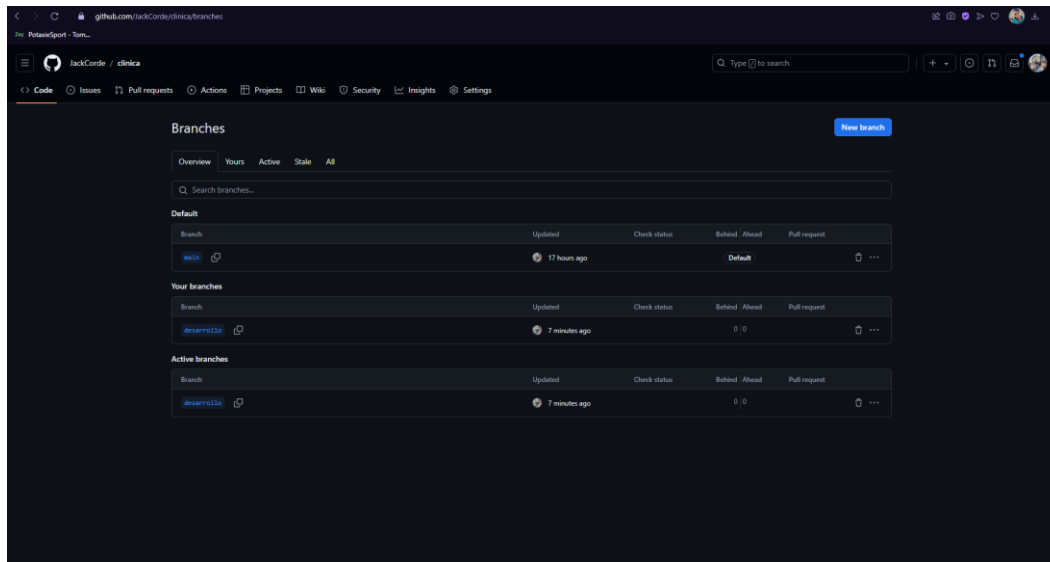 github.com/JackCorde/clinica/branches
PotaxieSport - Torn...
JackCorde / clinica
Type / to search
Code Issues Pull requests Actions Projects Wiki Security Insights Settings
Branches
New branch
Overview Yours Active Stale All
Search branches...
Default
Branch Updated Check status Behind Ahead Pull request
main 17 hours ago Default
Your branches
Branch Updated Check status Behind Ahead Pull request
desarrollo 7 minutes ago 0 0
Active branches
Branch Updated Check status Behind Ahead Pull request
desarrollo 7 minutes ago 0 0